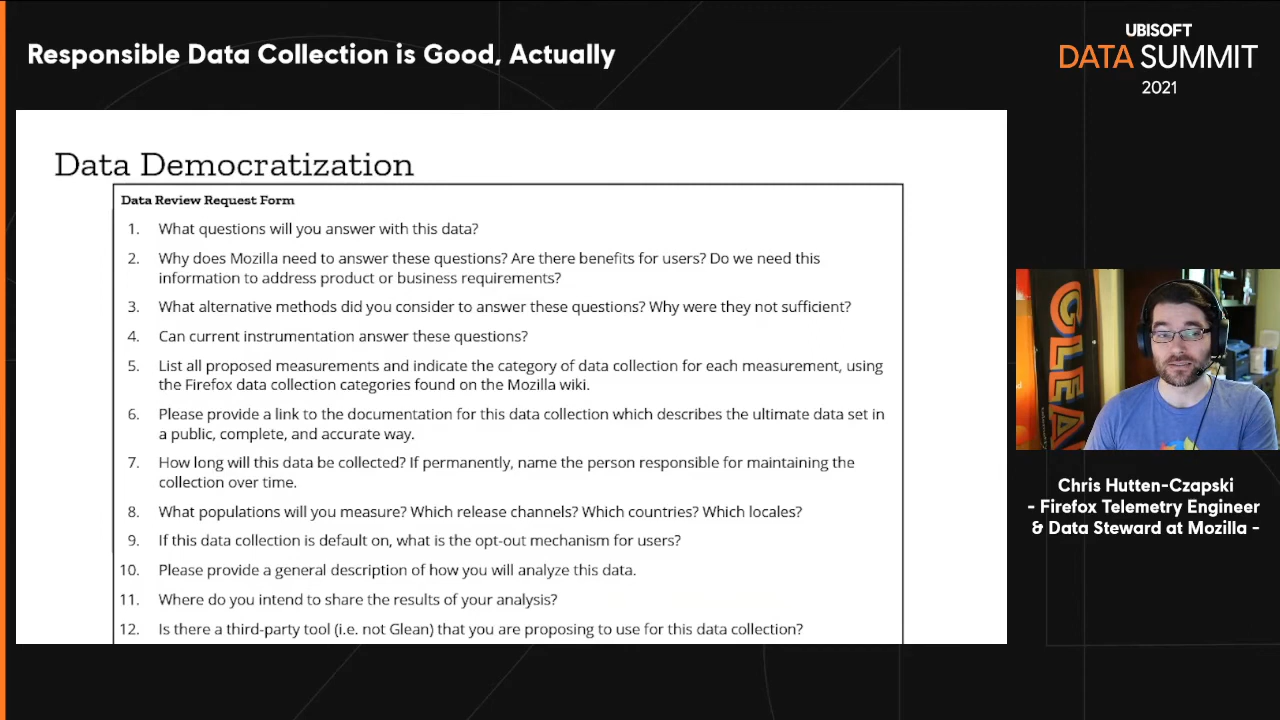 Responsible Data Collection is Good, Actually
UBISOFT
DATA SUMMIT
2021
Data Democratization
Data Review Request Form
1. What questions will you answer with this data?
2. Why does Mozilla need to answer these questions? Are there benefits for users? Do we need this
information to address product or business requirements?
3. What alternative methods did you consider to answer these questions? Why were they not sufficient?
4. Can current instrumentation answer these questions?
5. List all proposed measurements and indicate the category of data collection for each measurement, using
the Firefox data collection categories found on the Mozilla wiki.
6. Please provide a link to the documentation for this data collection which describes the ultimate data set in
a public, complete, and accurate way.
7. How long will this data be collected? If permanently, name the person responsible for maintaining the
collection over time.
8. What populations will you measure? Which release channels? Which countries? Which locales?
9. If this data collection is default on, what is the opt-out mechanism for users?
10. Please provide a general description of how you will analyze this data.
11. Where do you intend to share the results of your analysis?
12. Is there a third-party tool (i.e. not Glean) that you are proposing to use for this data collection?
Chris Hutten-Czapski
- Firefox Telemetry Engineer
& Data Steward at Mozilla -